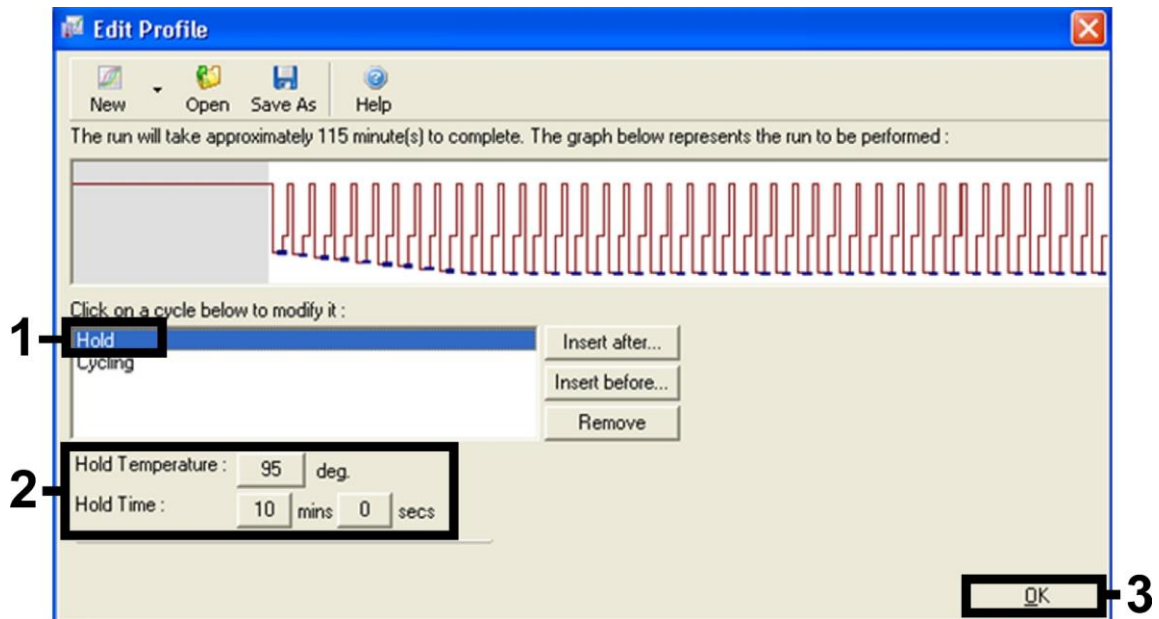 Edit Profile
New Open Save As Help
The run will take approximately 115 minute(s) to complete. The graph below represents the run to be performed :
Click on a cycle below to modify it :
1
Hold
Insert after...
Cycling
Insert before...
Remove
2
Hold Temperature : 95 deg.
Hold Time : 10 mins 0 secs
OK
3